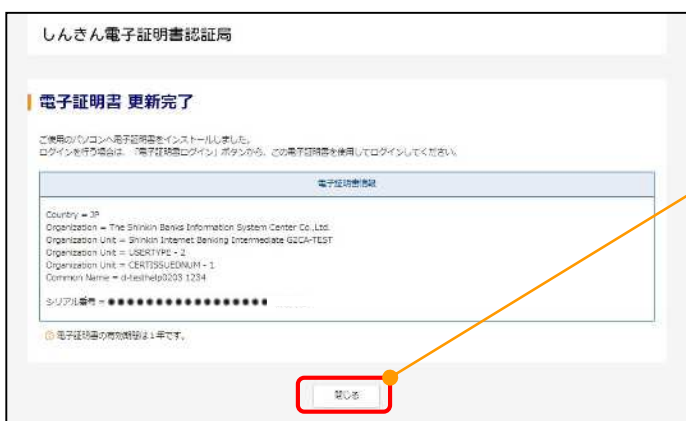 しんきん電子証明書認証局
電子証明書 更新完了
ご使用のパソコンへ電子証明書をインストールしました。
ログインを行う場合は、「電子証明書ログイン」ボタンから、この電子証明書を使用してログインしてください。
電子証明書情報
Country = JP
Organization = The Shinkin Banks Information System Center Co.,Ltd.
Organization Unit = Shinkin Internet Banking Intermediate G2CA-TEST
Organization Unit = USERTYPE - 2
Organization Unit = CERTISSUEDNUM - 1
Common Name = d-testhelp0203 1234
シリアル番号 = ●●●●●●●●●●●●●●●●●
電子証明書の有効期間は1年です。
閉じる